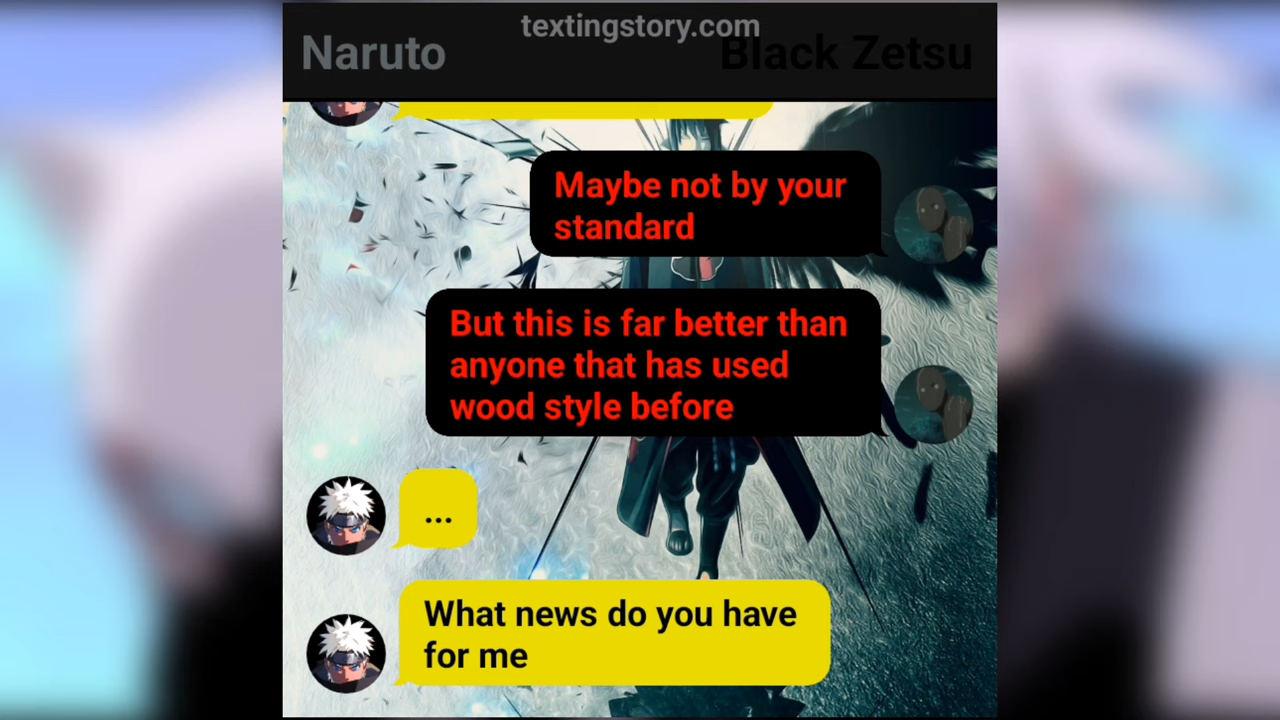 textingstory.com
Naruto
Black Zetsu
Maybe not by your
standard
But this is far better than
anyone that has used
wood style before
...
What news do you have
for me